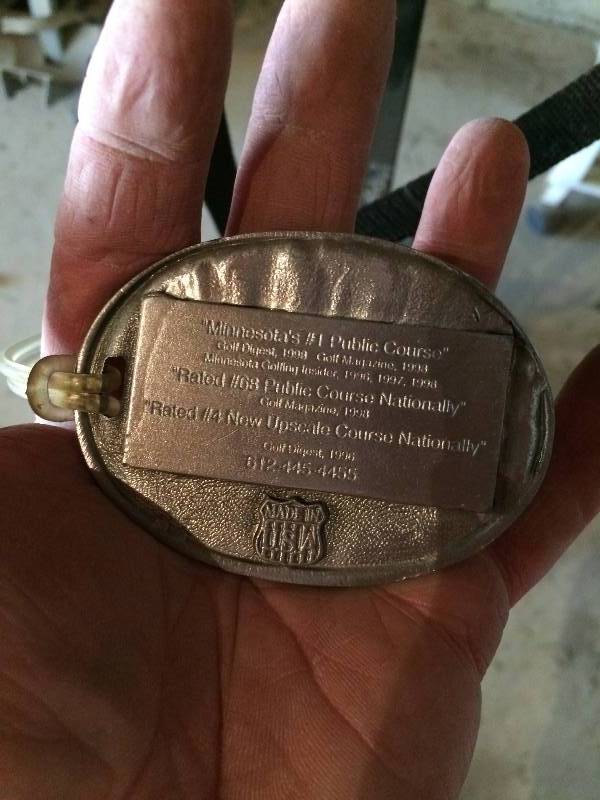 "Minnesota's #1 Public Course"
Golf Digest, 1998 Golf Magazine, 1998
Minnesota Golfing Insider, 1996, 1997, 1998
"Rated #68 Public Course Nationally"
Golf Magazine, 1998
"Rated #4 New Upscale Course Nationally"
Golf Digest, 1996
612-445-4455
MADE IN
USA